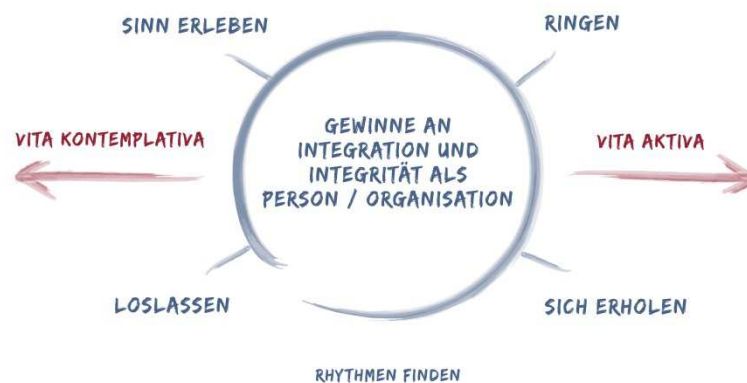 SINN ERLEBEN
RINGEN
VITA KONTEMPLATIVA
GEWINNE AN
INTEGRATION UND
INTEGRITÄT ALS
PERSON / ORGANISATION
VITA AKTIVA
LOSLASSEN
SICH ERHOLEN
RHYTHMEN FINDEN